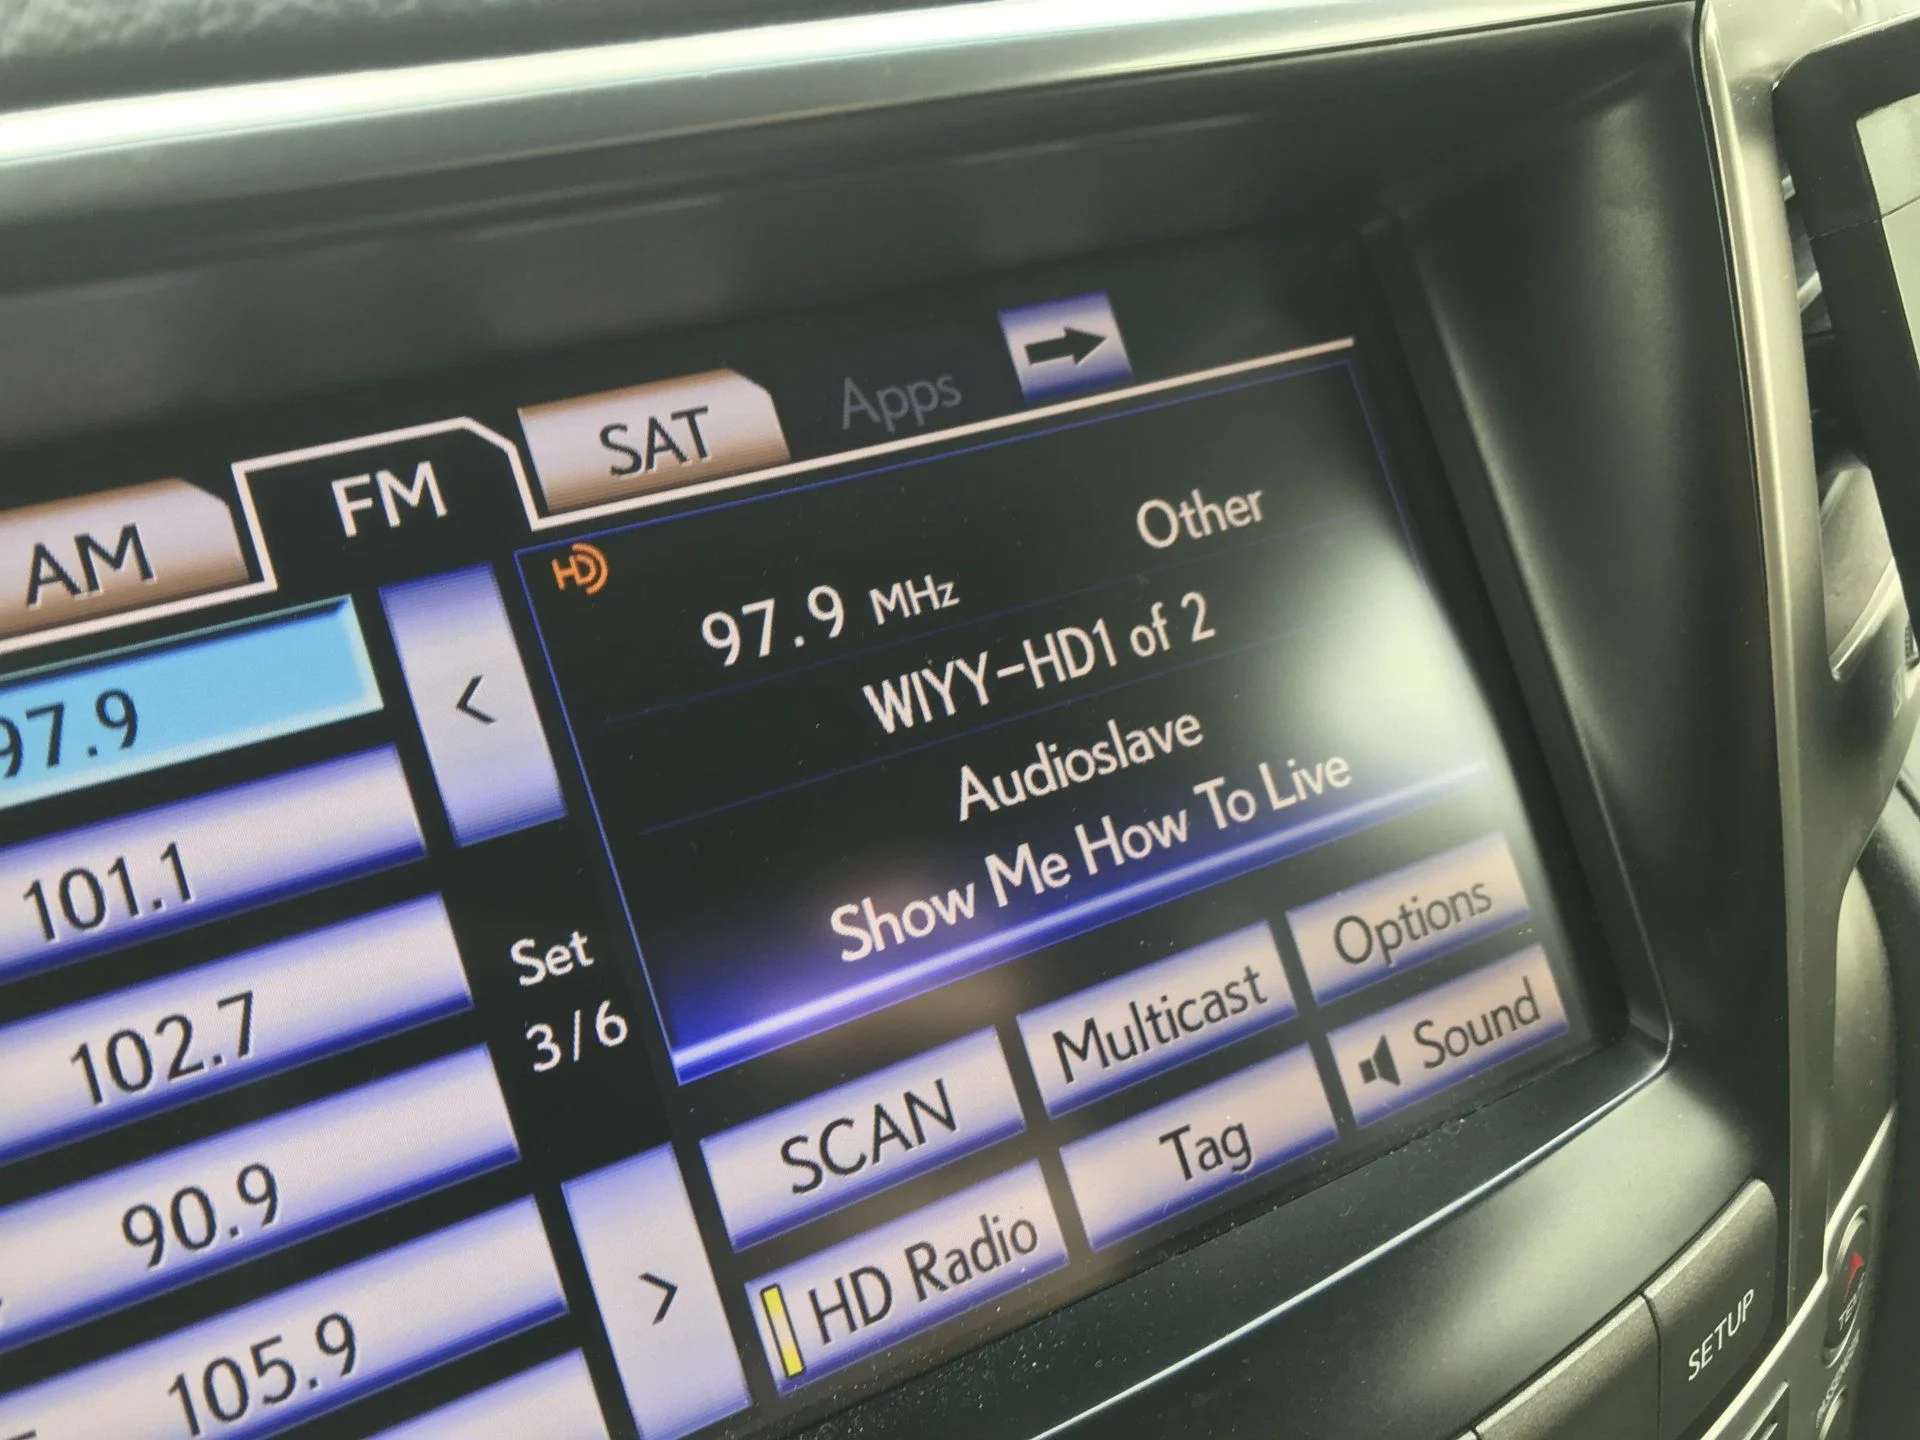 AM
FM
SAT
Apps
HD
Other
97.9 MHz
WIYY-HD1 of 2
Audioslave
Show Me How To Live
97.9
<
101.1
102.7
Set
3/6
90.9
105.9
>
SCAN
Multicast
Options
HD Radio
Tag
Sound
SETUP